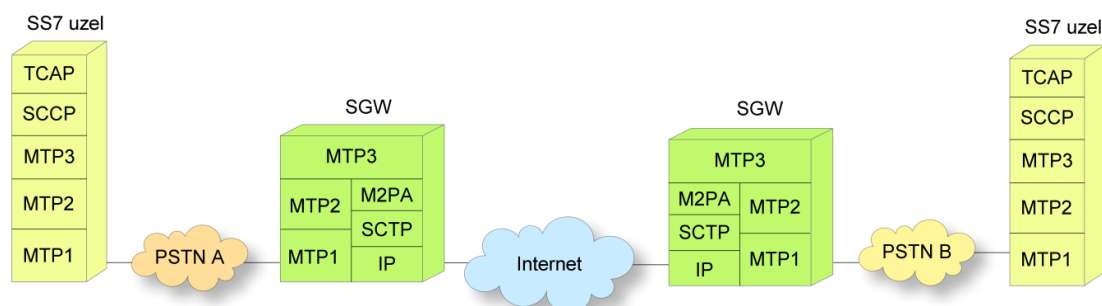 SS7 uzel
TCAP
SCCP
MTP3
MTP2
MTP1
PSTN A
SGW
MTP3
MTP2
MTP1
M2PA
SCTP
IP
Internet
SGW
MTP3
M2PA
SCTP
IP
MTP2
MTP1
PSTN B
SS7 uzel
TCAP
SCCP
MTP3
MTP2
MTP1